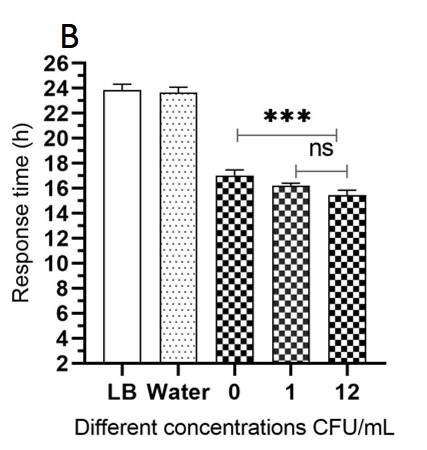 B
Response time (h)
26
24
22
20
18
16
14
12
10
8
6
4
2
***
ns
LB Water 0 1 12
Different concentrations CFU/mL